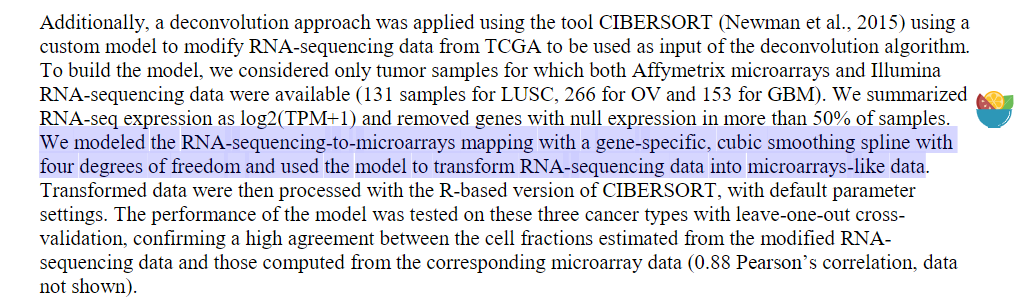 Additionally, a deconvolution approach was applied using the tool CIBERSORT (Newman et al., 2015) using a
custom model to modify RNA-sequencing data from TCGA to be used as input of the deconvolution algorithm.
To build the model, we considered only tumor samples for which both Affymetrix microarrays and Illumina
RNA-sequencing data were available (131 samples for LUSC, 266 for OV and 153 for GBM). We summarized
RNA-seq expression as log2(TPM+1) and removed genes with null expression in more than 50% of samples.
We modeled the RNA-sequencing-to-microarrays mapping with a gene-specific, cubic smoothing spline with
four degrees of freedom and used the model to transform RNA-sequencing data into microarrays-like data.
Transformed data were then processed with the R-based version of CIBERSORT, with default parameter
settings. The performance of the model was tested on these three cancer types with leave-one-out cross-
validation, confirming a high agreement between the cell fractions estimated from the modified RNA-
sequencing data and those computed from the corresponding microarray data (0.88 Pearson’s correlation, data
not shown).